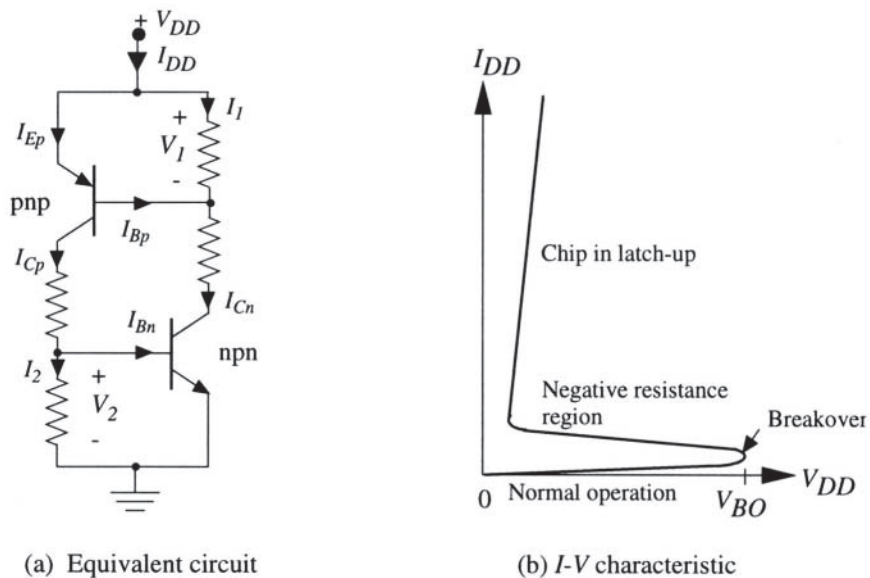 + V_DD
I_DD
I_1
I_Ep
+
V_1
-
pnp
I_Bp
I_Cp
I_Cn
I_Bn
npn
I_2
+
V_2
-
(a) Equivalent circuit
I_DD
Chip in latch-up
Negative resistance
region
Breakover
0
Normal operation
V_BO
V_DD
(b) I-V characteristic